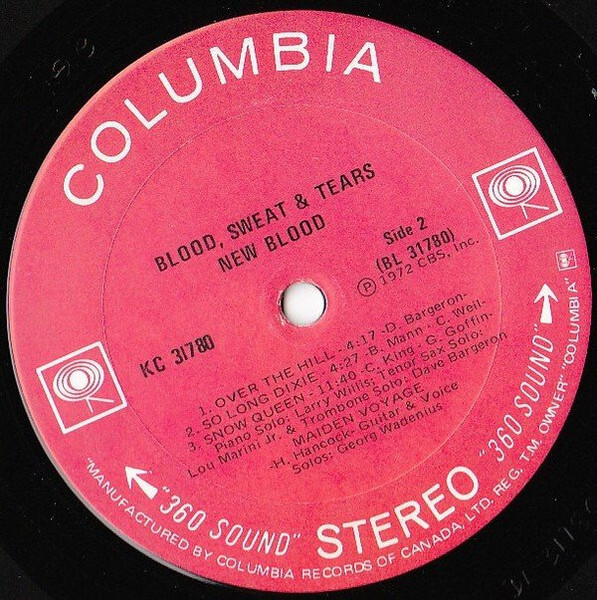 COLUMBIA
BLOOD, SWEAT & TEARS
NEW BLOOD
Side 2
(BL 31780)
Ⓟ 1972 CBS, Inc.
KC 31780
1. OVER THE HILL - 4:17 -D. Bargeron-
2. SO LONG DIXIE - 4:27 -B. Mann - C. Weil-
3. SNOW QUEEN - 11:40 -C. King - G. Goffin-
Piano Solo: Larry Willis; Tenor Sax Solo:
Lou Marini Jr. & Trombone Solo: Dave Bargeron
MAIDEN VOYAGE
-H. Hancock- Guitar & Voice
Solos: Georg Wadenius
"360 SOUND" STEREO "360 SOUND"
"MANUFACTURED BY COLUMBIA RECORDS OF CANADA, LTD. REG. T.M. OWNER" "COLUMBIA"